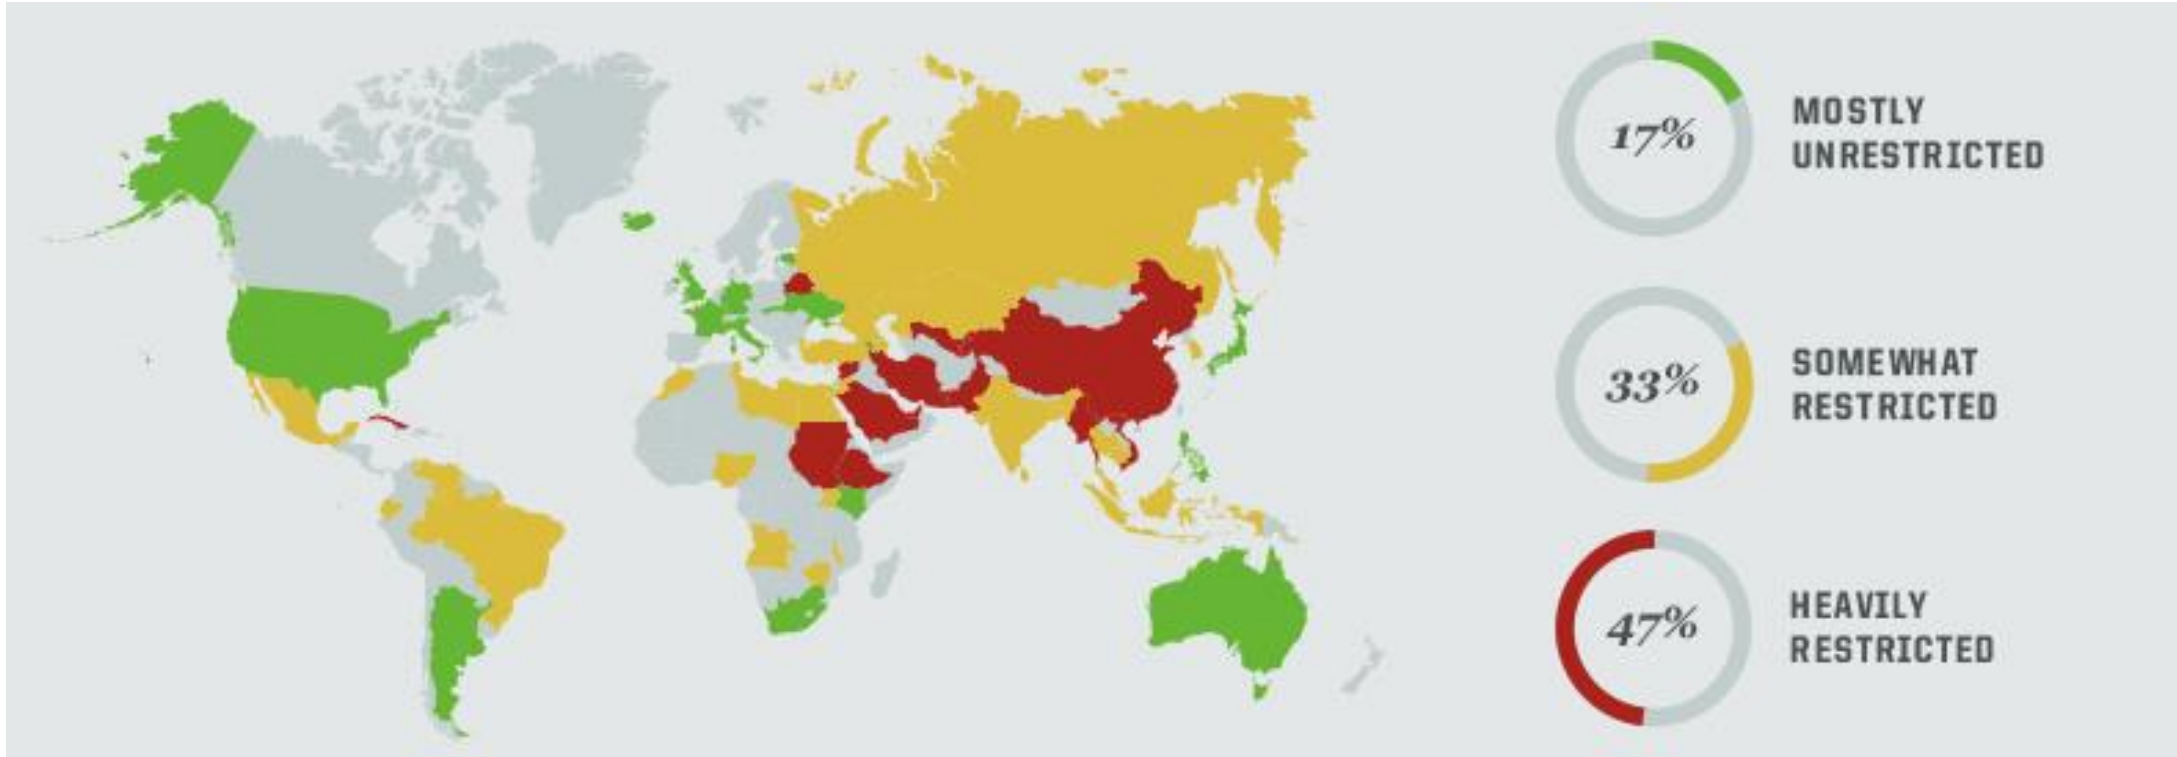 17%
MOSTLY
UNRESTRICTED
33%
SOMEWHAT
RESTRICTED
47%
HEAVILY
RESTRICTED